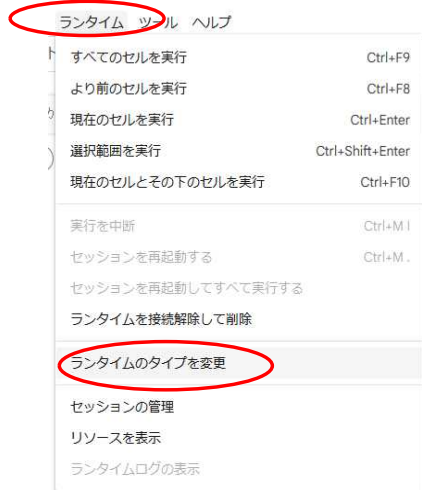 ランタイム ツール ヘルプ
すべてのセルを実行 Ctrl+F9
より前のセルを実行 Ctrl+F8
現在のセルを実行 Ctrl+Enter
選択範囲を実行 Ctrl+Shift+Enter
現在のセルとその下のセルを実行 Ctrl+F10
実行を中断 Ctrl+M I
セッションを再起動する Ctrl+M .
セッションを再起動してすべて実行する
ランタイムを接続解除して削除
ランタイムのタイプを変更
セッションの管理
リソースを表示
ランタイムログの表示